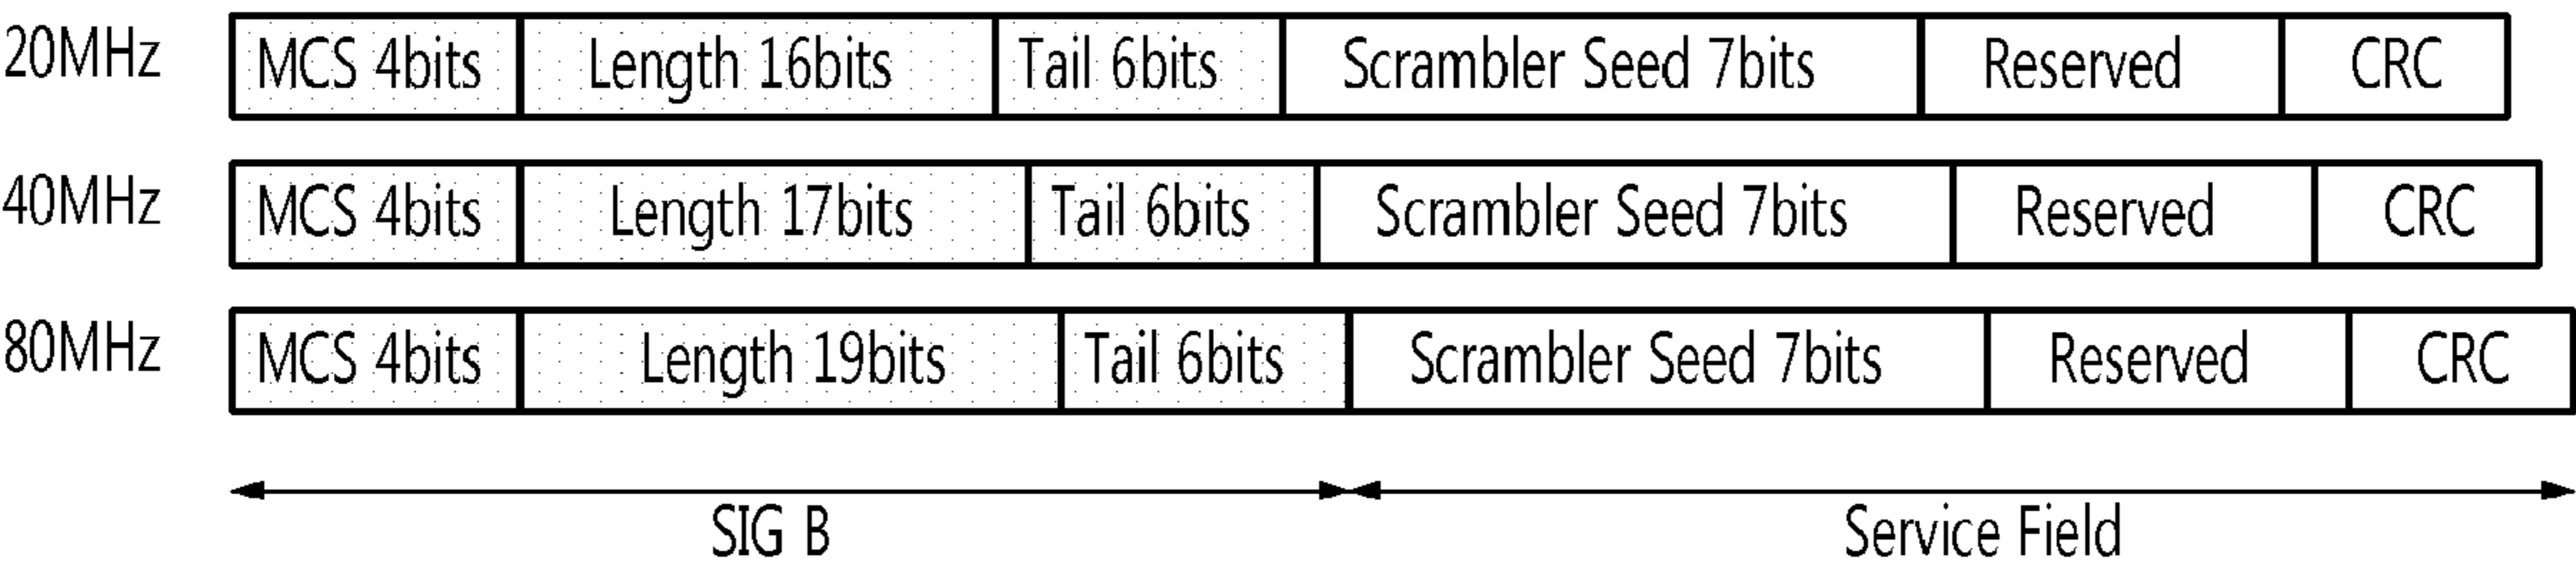 20MHz MCS 4bits Length 16bits Tail 6bits Scrambler Seed 7bits Reserved CRC
40MHz MCS 4bits Length 17bits Tail 6bits Scrambler Seed 7bits Reserved CRC
80MHz MCS 4bits Length 19bits Tail 6bits Scrambler Seed 7bits Reserved CRC
SIG B Service Field